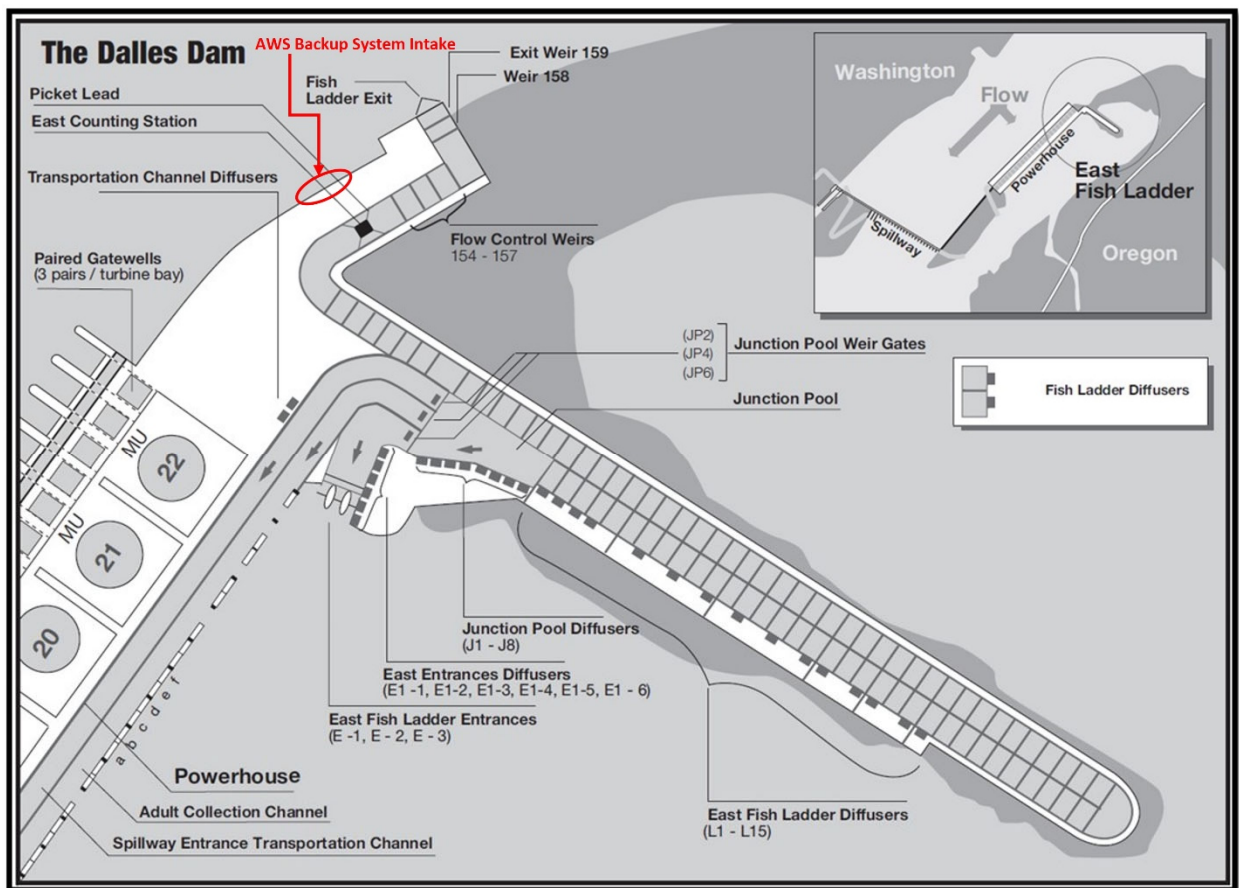 The Dalles Dam
AWS Backup System Intake
Exit Weir 159
Weir 158
Fish
Ladder Exit
Picket Lead
East Counting Station
Transportation Channel Diffusers
Paired Gatewells
(3 pairs / turbine bay)
Flow Control Weirs
154 - 157
Washington
Flow
Powerhouse
East
Fish Ladder
Spillway
Oregon
(JP2)
(JP4)
(JP6)
Junction Pool Weir Gates
Junction Pool
Fish Ladder Diffusers
MU
22
MU
21
20
Junction Pool Diffusers
(J1 - J8)
East Entrances Diffusers
(E1 -1, E1-2, E1-3, E1-4, E1-5, E1 - 6)
East Fish Ladder Entrances
(E -1, E - 2, E - 3)
a b c d e f
Powerhouse
Adult Collection Channel
Spillway Entrance Transportation Channel
East Fish Ladder Diffusers
(L1 - L15)